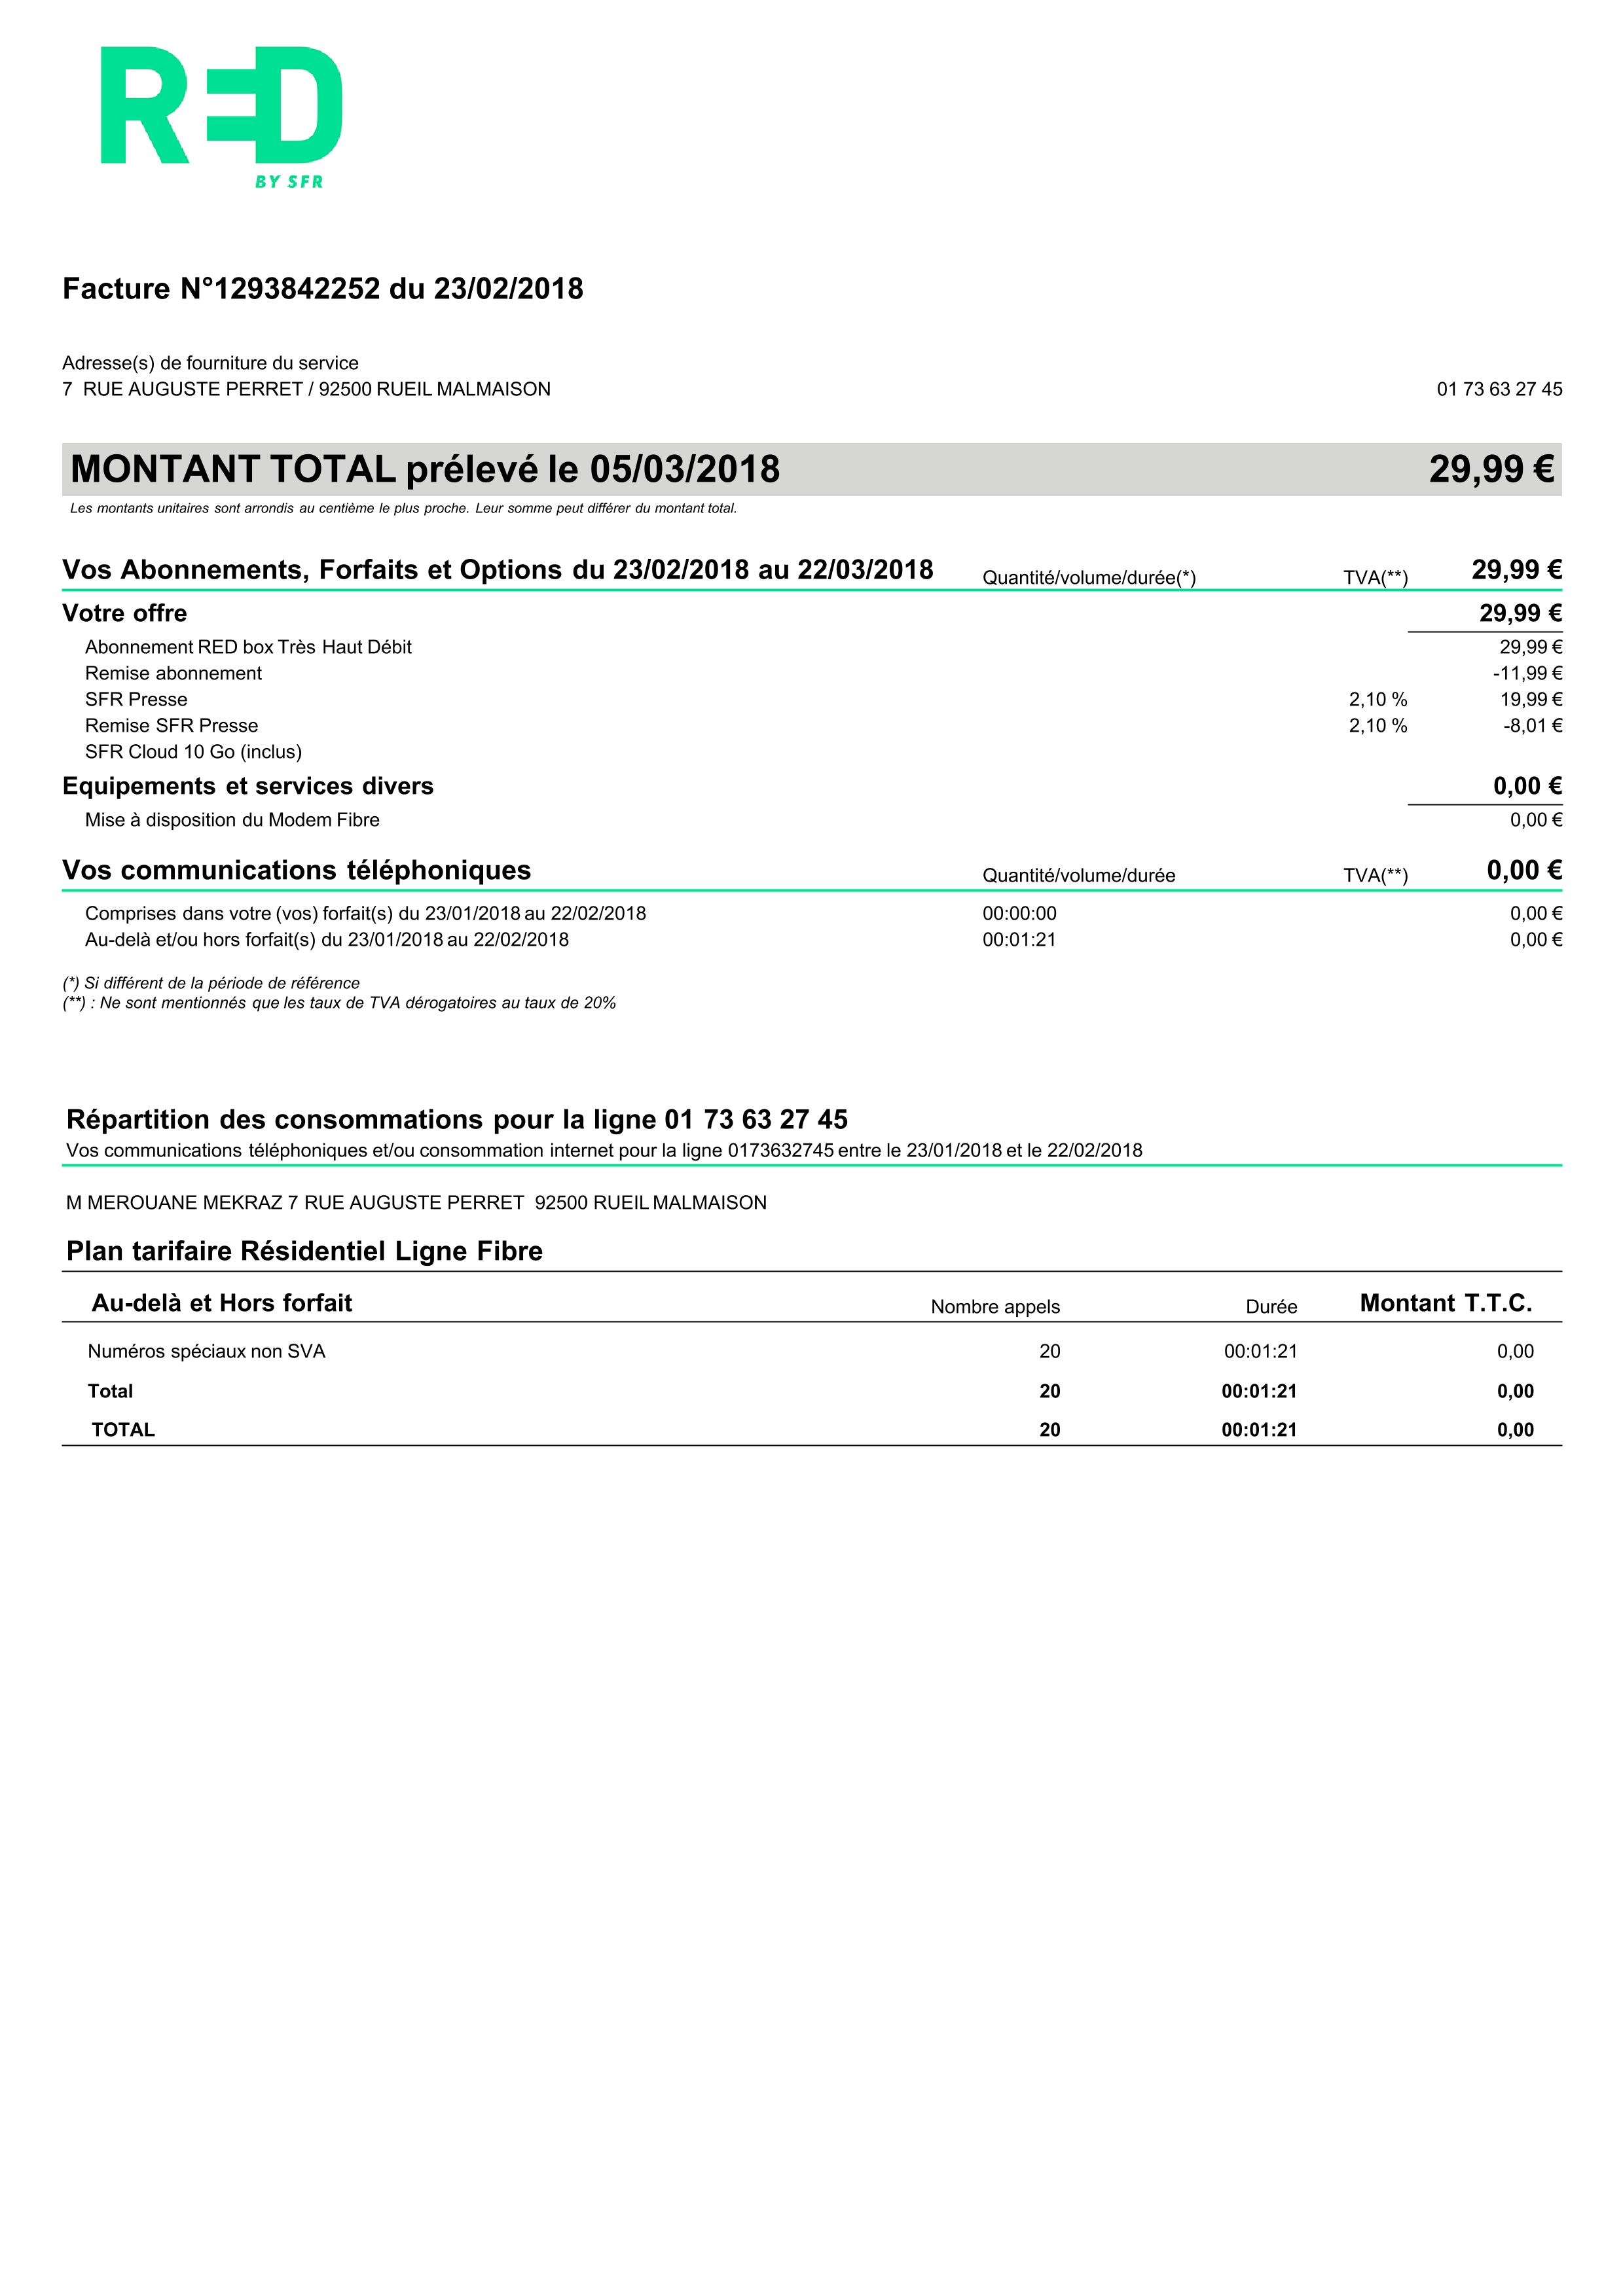 RED
BY SFR
Facture N°1293842252 du 23/02/2018
Adresse(s) de fourniture du service
7 RUE AUGUSTE PERRET / 92500 RUEIL MALMAISON 01 73 63 27 45
MONTANT TOTAL prélevé le 05/03/2018 29,99 €
Les montants unitaires sont arrondis au centième le plus proche. Leur somme peut différer du montant total.
Vos Abonnements, Forfaits et Options du 23/02/2018 au 22/03/2018 Quantité/volume/durée(*) TVA(**) 29,99 €
Votre offre 29,99 €
Abonnement RED box Très Haut Débit 29,99 €
Remise abonnement -11,99 €
SFR Presse 2,10 % 19,99 €
Remise SFR Presse 2,10 % -8,01 €
SFR Cloud 10 Go (inclus)
Equipements et services divers 0,00 €
Mise à disposition du Modem Fibre 0,00 €
Vos communications téléphoniques Quantité/volume/durée TVA(**) 0,00 €
Comprises dans votre (vos) forfait(s) du 23/01/2018 au 22/02/2018 00:00:00 0,00 €
Au-delà et/ou hors forfait(s) du 23/01/2018 au 22/02/2018 00:01:21 0,00 €
(*) Si différent de la période de référence
(**) : Ne sont mentionnés que les taux de TVA dérogatoires au taux de 20%
Répartition des consommations pour la ligne 01 73 63 27 45
Vos communications téléphoniques et/ou consommation internet pour la ligne 0173632745 entre le 23/01/2018 et le 22/02/2018
M MEROUANE MEKRAZ 7 RUE AUGUSTE PERRET 92500 RUEIL MALMAISON
Plan tarifaire Résidentiel Ligne Fibre
Au-delà et Hors forfait Nombre appels Durée Montant T.T.C.
Numéros spéciaux non SVA 20 00:01:21 0,00
Total 20 00:01:21 0,00
TOTAL 20 00:01:21 0,00